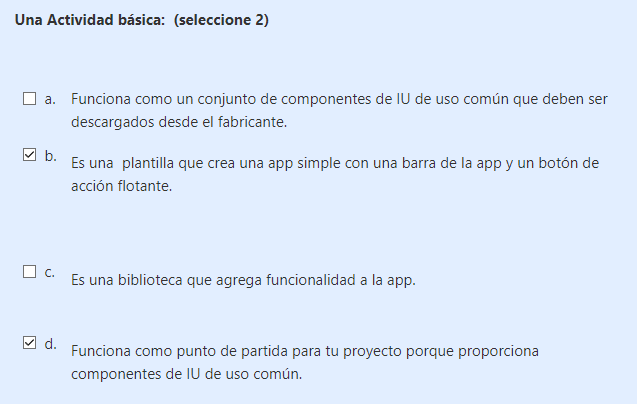 Una Actividad básica: (seleccione 2)
a. Funciona como un conjunto de componentes de IU de uso común que deben ser
descargados desde el fabricante.
b. Es una plantilla que crea una app simple con una barra de la app y un botón de
acción flotante.
c. Es una biblioteca que agrega funcionalidad a la app.
d. Funciona como punto de partida para tu proyecto porque proporciona
componentes de IU de uso común.